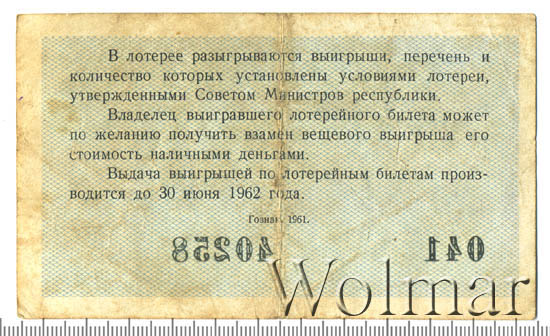 В лотерее разыгрываются выигрыши, перечень и
количество которых установлены условиями лотереи,
утвержденными Советом Министров республики.
Владелец выигравшего лотерейного билета может
по желанию получить взамен вещевого выигрыша его
стоимость наличными деньгами.
Выдача выигрышей по лотерейным билетам произ-
водится до 30 июня 1962 года.
Гознак. 1961.
40258 041
Wolmar